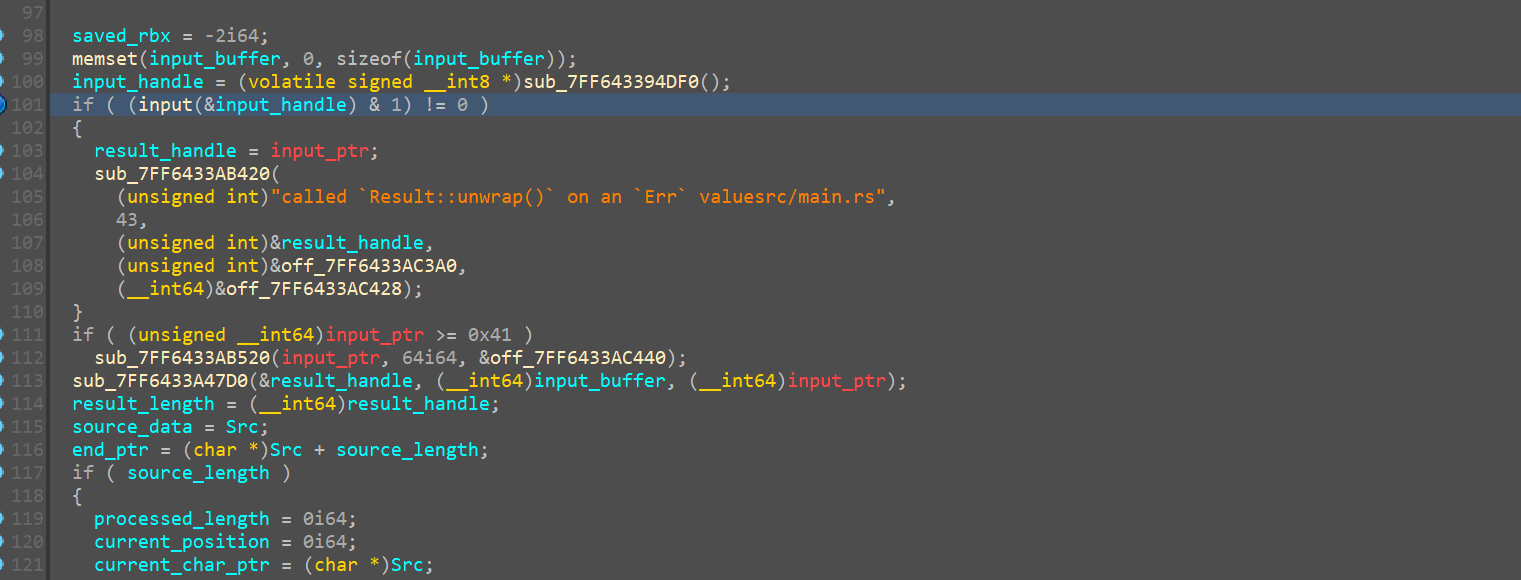 97
98 saved_rbx = -2i64;
99 memset(input_buffer, 0, sizeof(input_buffer));
100 input_handle = (volatile signed __int8 *)sub_7FF643394DF0();
101 if ( (input(&input_handle) & 1) != 0 )
102 {
103 result_handle = input_ptr;
104 sub_7FF6433AB420(
105 (unsigned int)"called `Result::unwrap()` on an `Err` valuesrc/main.rs",
106 43,
107 (unsigned int)&result_handle,
108 (unsigned int)&off_7FF6433AC3A0,
109 (__int64)&off_7FF6433AC428);
110 }
111 if ( (unsigned __int64)input_ptr >= 0x41 )
112 sub_7FF6433AB520(input_ptr, 64i64, &off_7FF6433AC440);
113 sub_7FF6433A47D0(&result_handle, (__int64)input_buffer, (__int64)input_ptr);
114 result_length = (__int64)result_handle;
115 source_data = Src;
116 end_ptr = (char *)Src + source_length;
117 if ( source_length )
118 {
119 processed_length = 0i64;
120 current_position = 0i64;
121 current_char_ptr = (char *)Src;